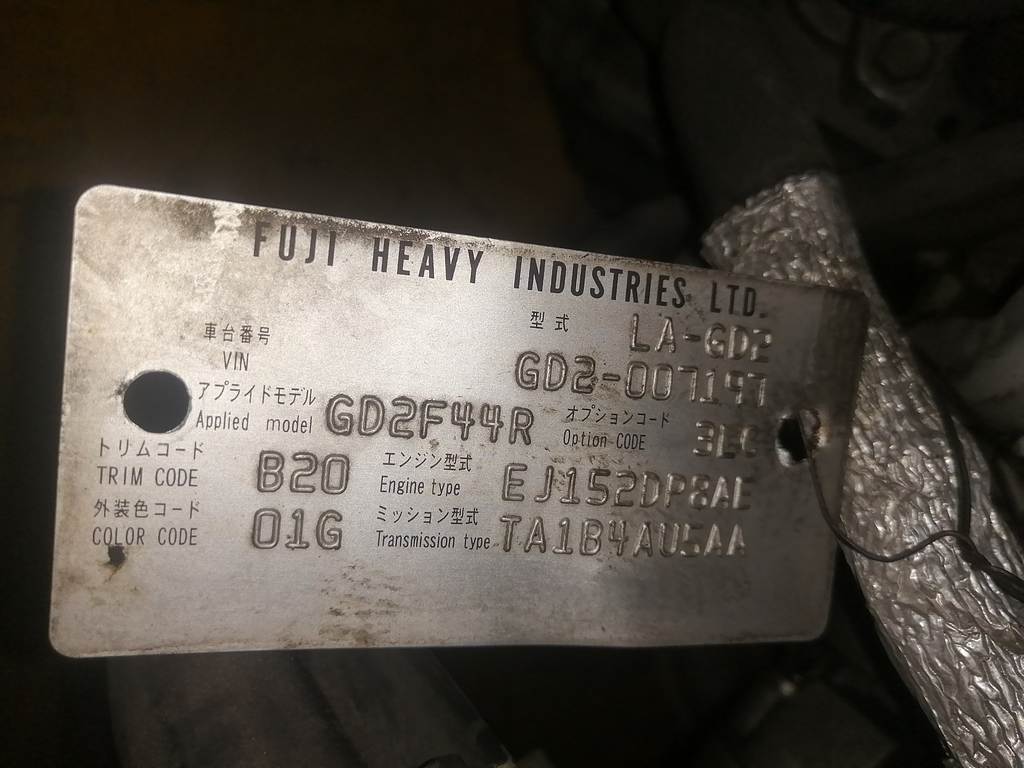 FUJI HEAVY INDUSTRIES LTD.
型式 LA-GD2
車台番号
VIN GD2-007197
アプライドモデル
Applied model GD2F44R
オプションコード
Option-CODE
トリムコード
TRIM CODE B20
エンジン型式
Engine type EJ152DP8AE
外装色コード
COLOR CODE 01G
ミッション型式
Transmission type TA1B4AU5AA